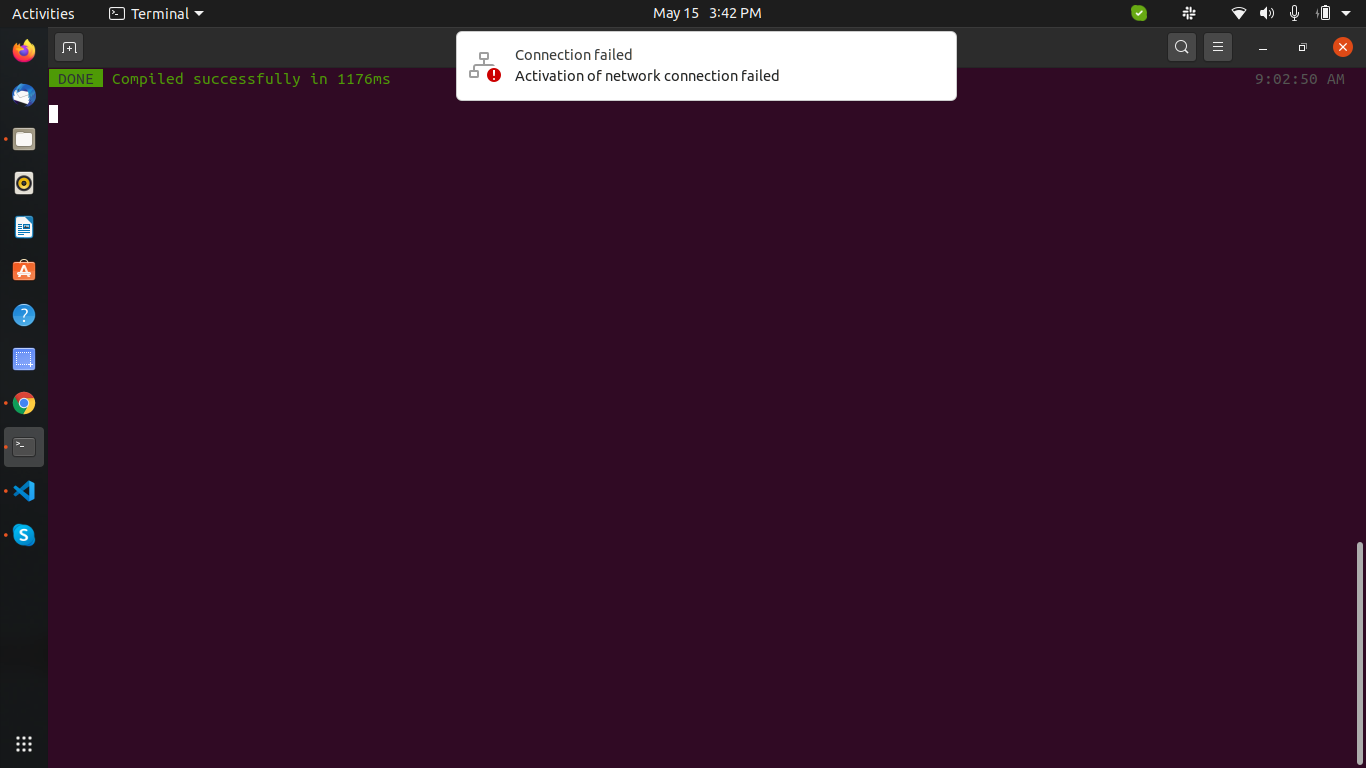 Activities Terminal May 15 3:42 PM
Connection failed
Activation of network connection failed
DONE Compiled successfully in 1176ms 9:02:50 AM